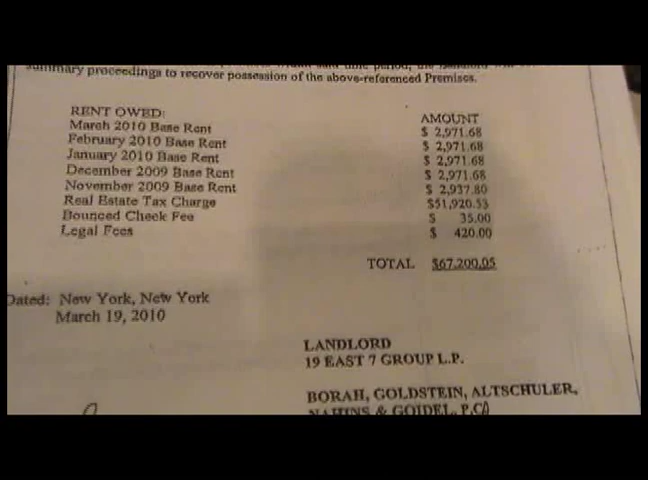 summary proceedings to recover possession of the above-referenced Premises.
RENT OWED: AMOUNT
March 2010 Base Rent $ 2,971.68
February 2010 Base Rent $ 2,971.68
January 2010 Base Rent $ 2,971.68
December 2009 Base Rent $ 2,971.68
November 2009 Base Rent $ 2,937.80
Real Estate Tax Charge $51,920.53
Bounced Check Fee $ 35.00
Legal Fees $ 420.00
TOTAL $67,200.05
Dated: New York, New York
March 19, 2010
LANDLORD
19 EAST 7 GROUP L.P.
BORAH, GOLDSTEIN, ALTSCHULER,
NAHINS & GOIDEL, P.C.